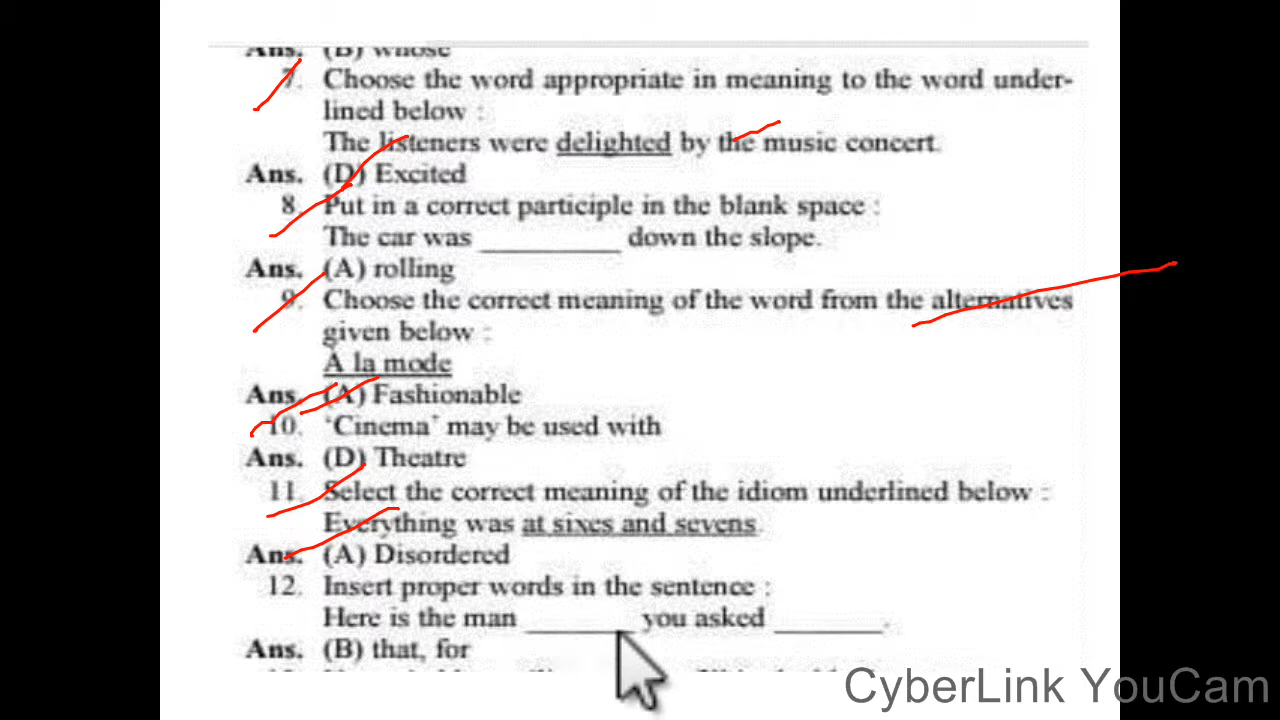 Ans. (B) whose
7. Choose the word appropriate in meaning to the word under-
lined below :
The listeners were delighted by the music concert.
Ans. (D) Excited
8. Put in a correct participle in the blank space :
The car was __________ down the slope.
Ans. (A) rolling
9. Choose the correct meaning of the word from the alternatives
given below :
À la mode
Ans. (A) Fashionable
10. ‘Cinema’ may be used with
Ans. (D) Theatre
11. Select the correct meaning of the idiom underlined below :
Everything was at sixes and sevens.
Ans. (A) Disordered
12. Insert proper words in the sentence :
Here is the man ________ you asked ________.
Ans. (B) that, for
CyberLink YouCam